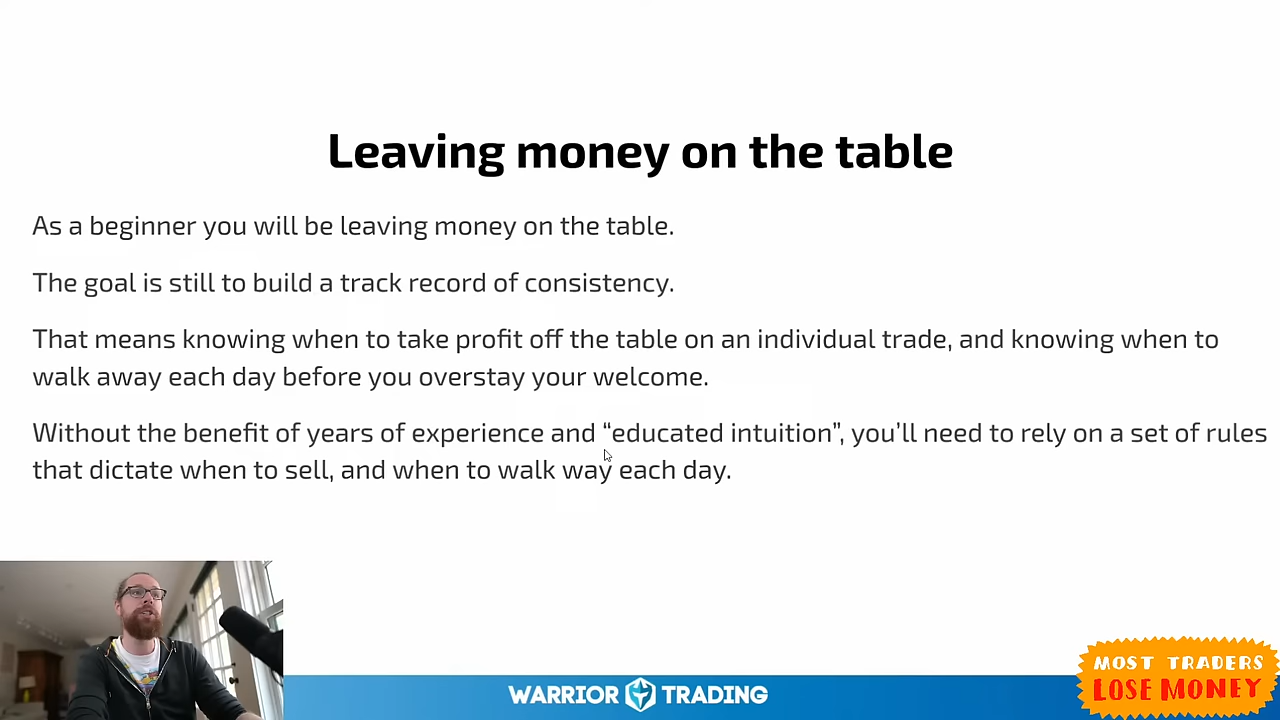 Leaving money on the table
As a beginner you will be leaving money on the table.
The goal is still to build a track record of consistency.
That means knowing when to take profit off the table on an individual trade, and knowing when to
walk away each day before you overstay your welcome.
Without the benefit of years of experience and “educated intuition”, you’ll need to rely on a set of rules
that dictate when to sell, and when to walk way each day.
WARRIOR TRADING
MOST TRADERS
LOSE MONEY